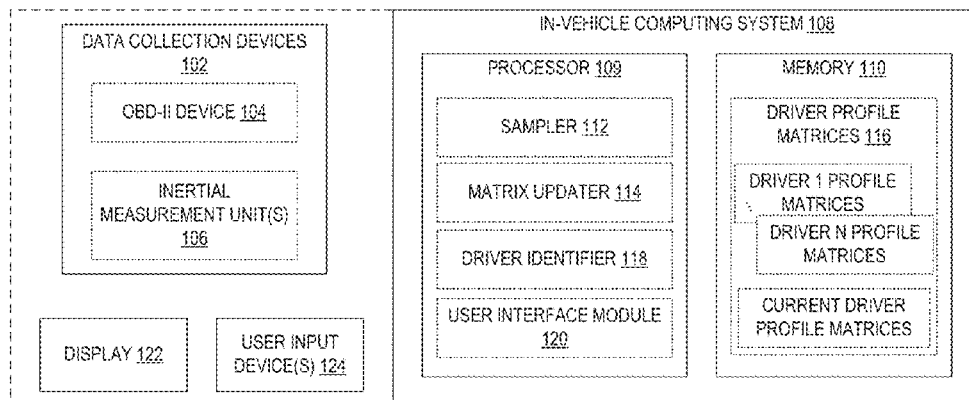 DATA COLLECTION DEVICES
102
OBD-II DEVICE 104
INERTIAL
MEASUREMENT UNIT(S)
106
DISPLAY 122
USER INPUT
DEVICE(S) 124
IN-VEHICLE COMPUTING SYSTEM 108
PROCESSOR 109
SAMPLER 112
MATRIX UPDATER 114
DRIVER IDENTIFIER 118
USER INTERFACE MODULE
120
MEMORY 110
DRIVER PROFILE
MATRICES 116
DRIVER 1 PROFILE
MATRICES
DRIVER N PROFILE
MATRICES
CURRENT DRIVER
PROFILE MATRICES